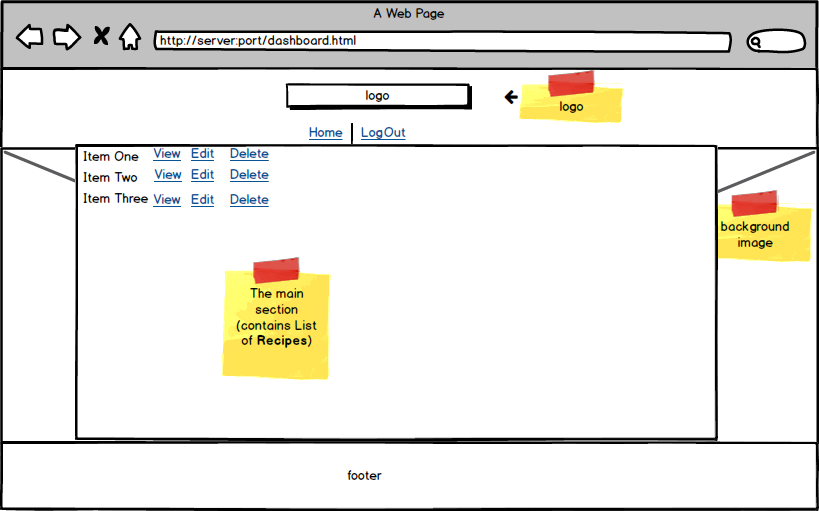 A Web Page
http://server:port/dashboard.html
logo
logo
Home LogOut
Item One View Edit Delete
Item Two View Edit Delete
Item Three View Edit Delete
background
image
The main
section
(contains List
of Recipes)
footer